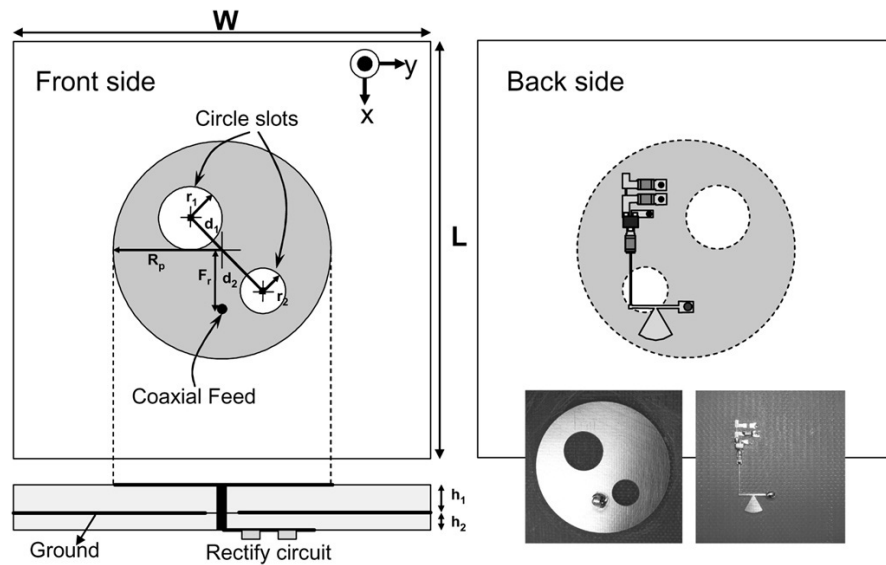 W
Front side
y
x
Circle slots
r1
d1
Rp
Fr
d2
r2
Coaxial Feed
L
Back side
h1
h2
Ground
Rectify circuit